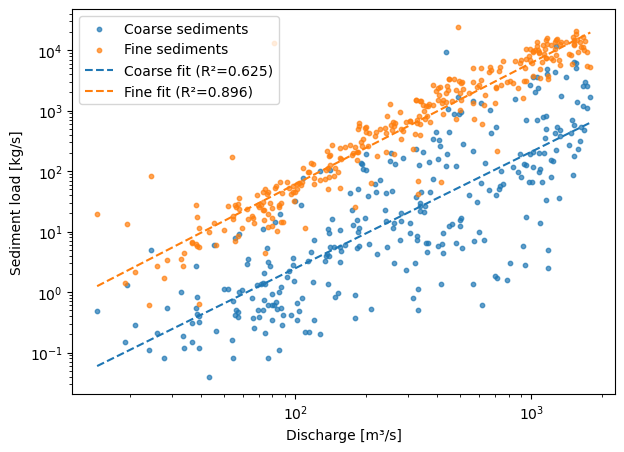 Coarse sediments
Fine sediments
Coarse fit (R²=0.625)
Fine fit (R²=0.896)
10⁴
10³
10²
10¹
10⁰
10⁻¹
Sediment load [kg/s]
10²
10³
Discharge [m³/s]